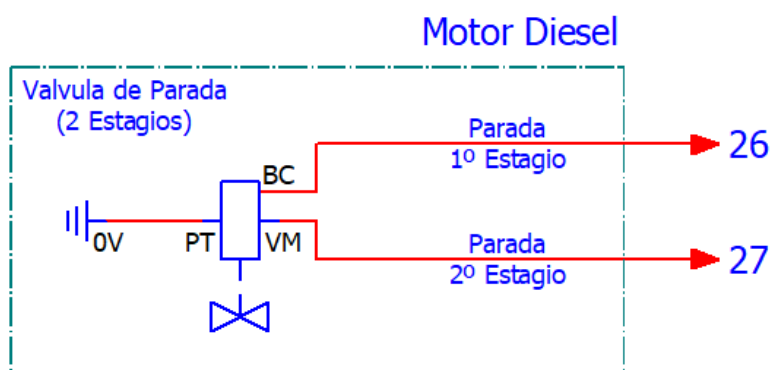 Motor Diesel
Valvula de Parada
(2 Estagios)
Parada
1º Estagio
26
BC
0V
PT
VM
Parada
2º Estagio
27